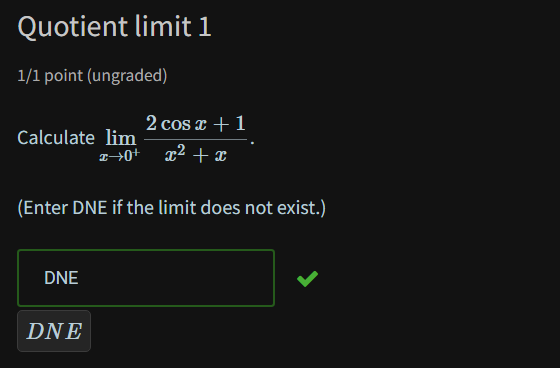 Quotient limit 1
1/1 point (ungraded)
Calculate lim_{x→0⁺} (2 cos x + 1)/(x² + x).
(Enter DNE if the limit does not exist.)
DNE
DNE